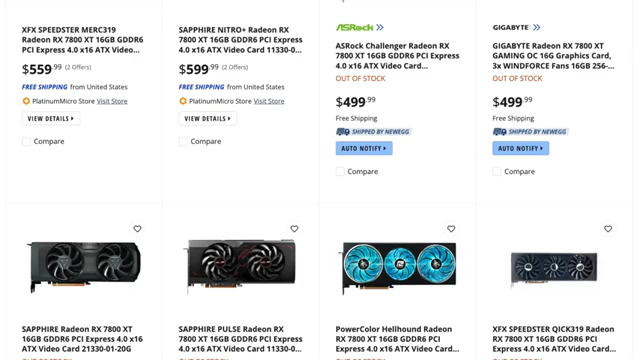 XFX SPEEDSTER MERC319
Radeon RX 7800 XT 16GB GDDR6
PCI Express 4.0 x16 ATX Video...
$559.99 (2 Offers)
FREE SHIPPING from United States
PlatinumMicro Store Visit Store
VIEW DETAILS
Compare
SAPPHIRE NITRO+ Radeon RX
7800 XT 16GB GDDR6 PCI Express
4.0 x16 ATX Video Card 11330-0...
$599.99 (2 Offers)
FREE SHIPPING from United States
PlatinumMicro Store Visit Store
VIEW DETAILS
Compare
ASRock
ASRock Challenger Radeon RX
7800 XT 16GB GDDR6 PCI Express
4.0 x16 ATX Video Card...
OUT OF STOCK
$499.99
Free Shipping
SHIPPED BY NEWEGG
AUTO NOTIFY
Compare
GIGABYTE
GIGABYTE Radeon RX 7800 XT
GAMING OC 16G Graphics Card,
3x WINDFORCE Fans 16GB 256-...
OUT OF STOCK
$499.99
Free Shipping
SHIPPED BY NEWEGG
AUTO NOTIFY
Compare
SAPPHIRE Radeon RX 7800 XT
16GB GDDR6 PCI Express 4.0 x16
ATX Video Card 21330-01-20G
SAPPHIRE PULSE Radeon RX
7800 XT 16GB GDDR6 PCI Express
4.0 x16 ATX Video Card 11330-0...
PowerColor Hellhound Radeon
RX 7800 XT 16GB GDDR6 PCI
Express 4.0 x16 ATX Video Card...
XFX SPEEDSTER QICK319 Radeon
RX 7800 XT 16GB GDDR6 PCI
Express 4.0 x16 ATX Video Card...